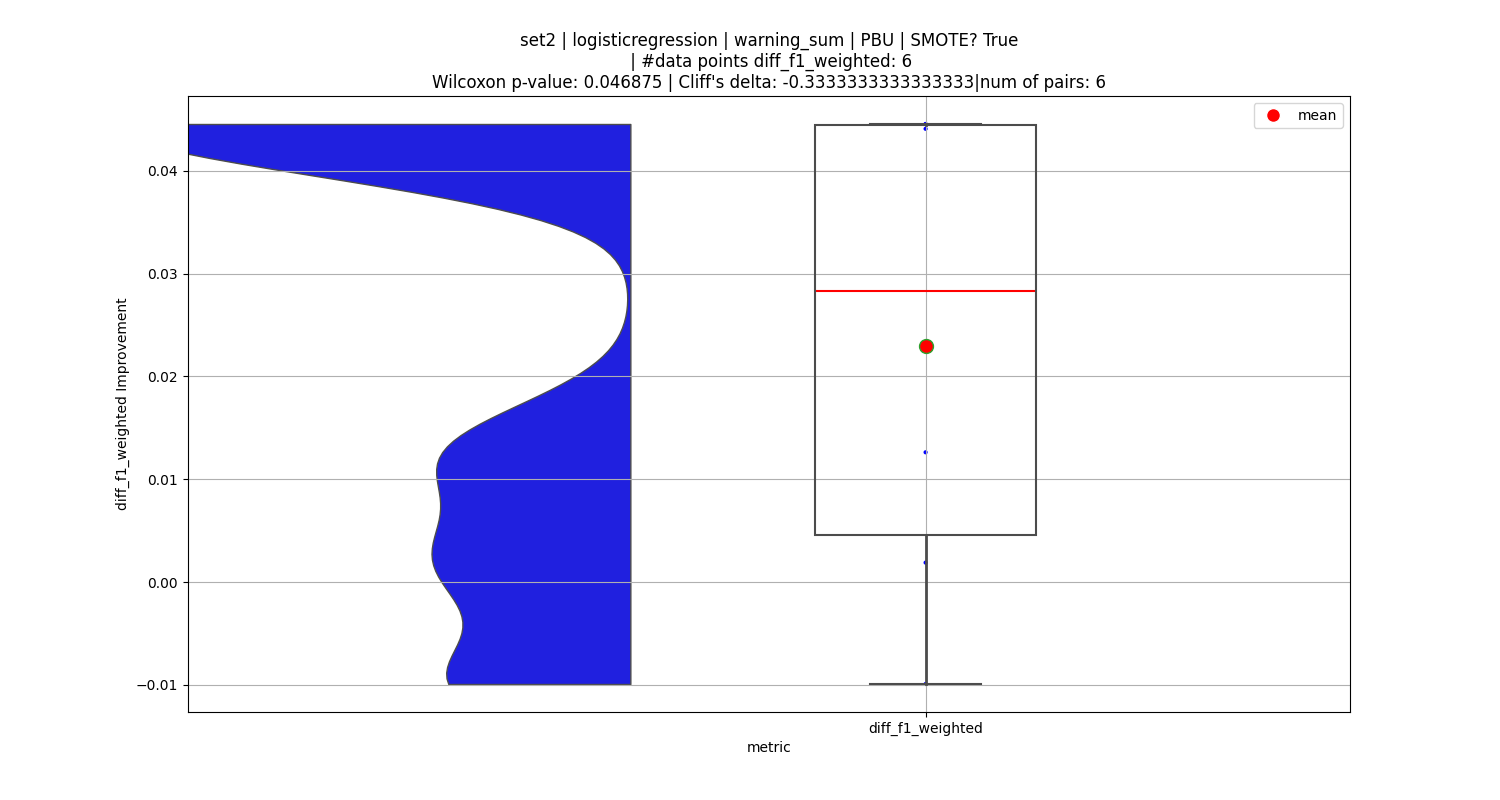 set2 | logisticregression | warning_sum | PBU | SMOTE? True
| #data points diff_f1_weighted: 6
Wilcoxon p-value: 0.046875 | Cliff's delta: -0.3333333333333333|num of pairs: 6
mean
0.04
0.03
0.02
0.01
0.00
−0.01
diff_f1_weighted Improvement
diff_f1_weighted
metric